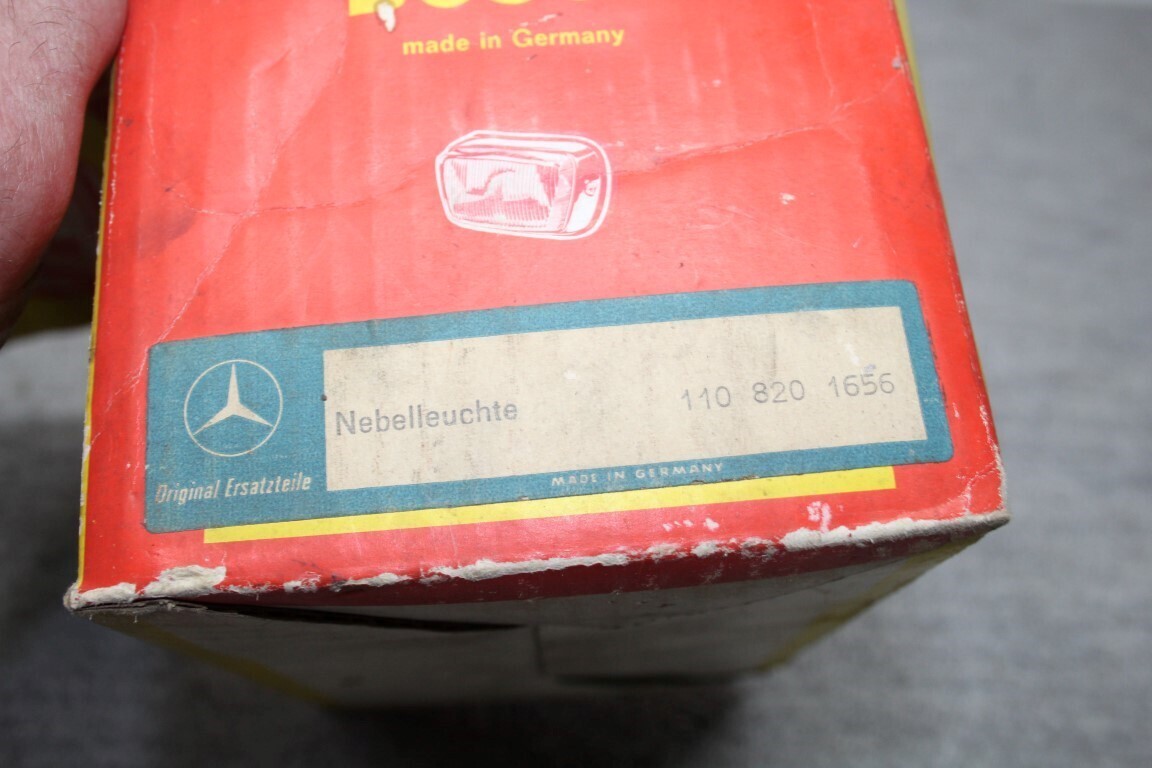 made in Germany
Nebelleuchte 110 820 1656
Original Ersatzteile
MADE IN GERMANY